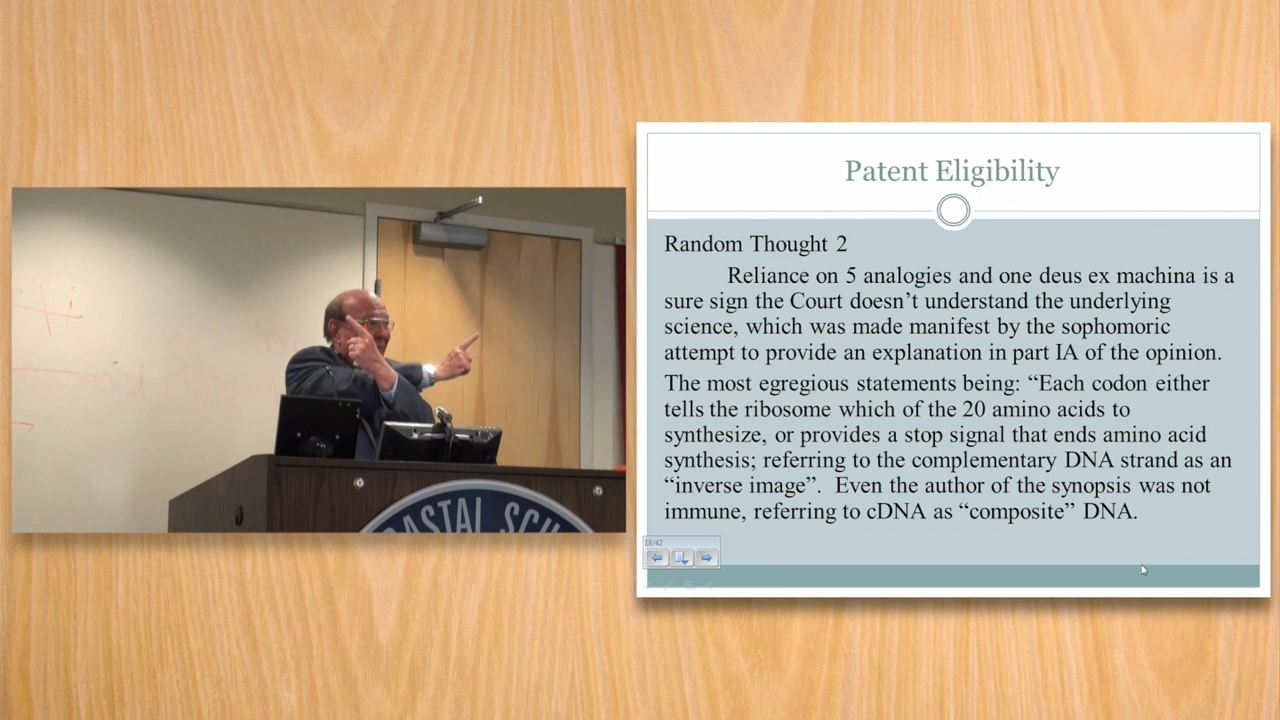 Patent Eligibility
Random Thought 2
Reliance on 5 analogies and one deus ex machina is a
sure sign the Court doesn’t understand the underlying
science, which was made manifest by the sophomoric
attempt to provide an explanation in part IA of the opinion.
The most egregious statements being: “Each codon either
tells the ribosome which of the 20 amino acids to
synthesize, or provides a stop signal that ends amino acid
synthesis; referring to the complementary DNA strand as an
“inverse image”. Even the author of the synopsis was not
immune, referring to cDNA as “composite” DNA.
18/42
OASTAL SCI